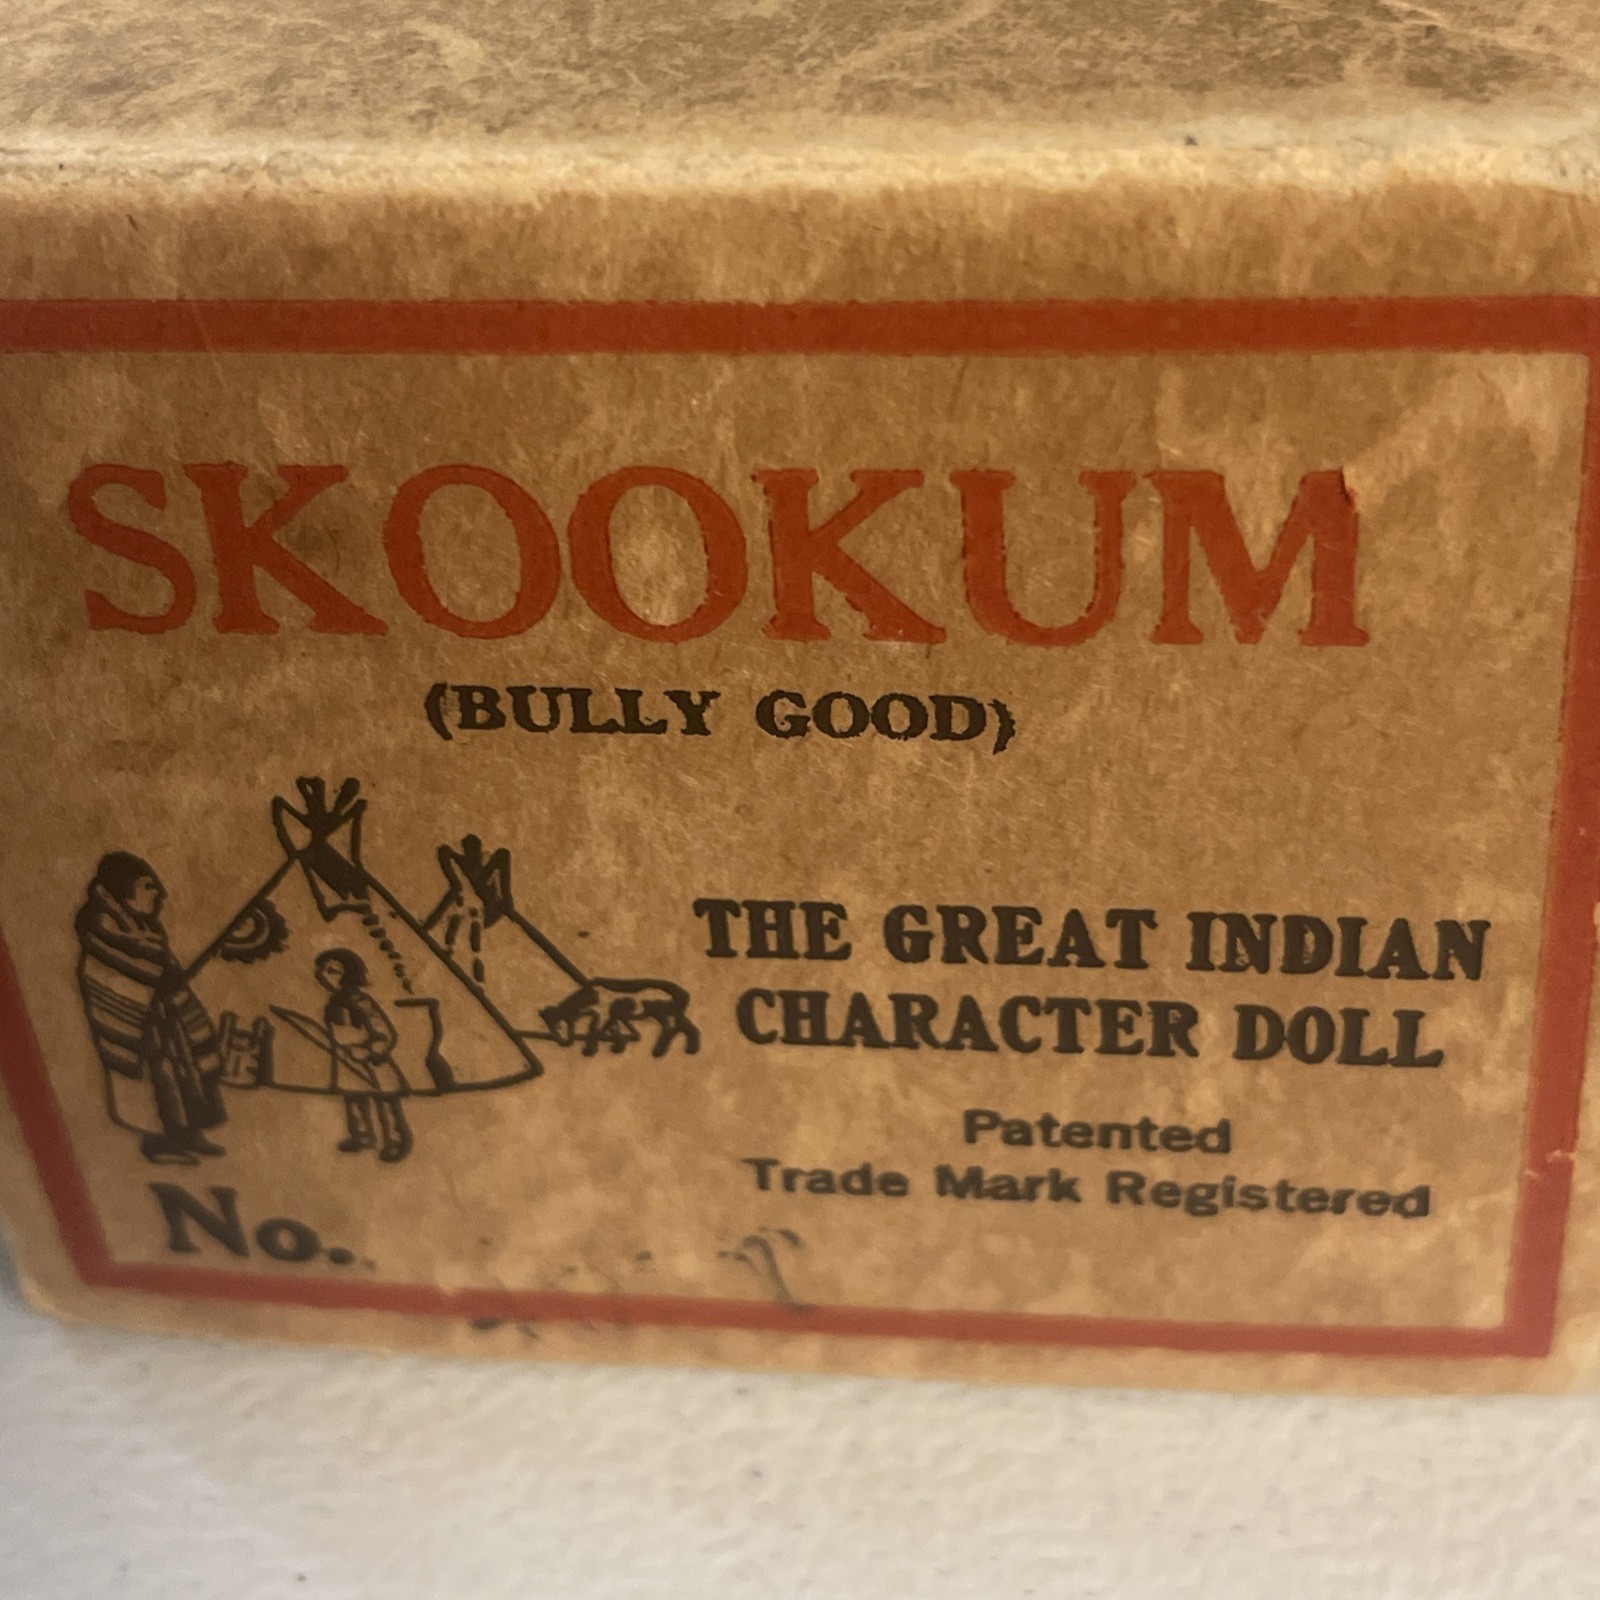 SKOOKUM
(BULLY GOOD)
THE GREAT INDIAN
CHARACTER DOLL
Patented
Trade Mark Registered
No.